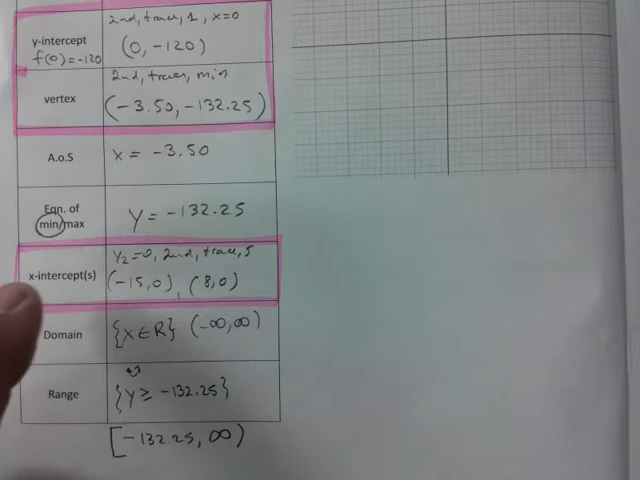 2nd, trace, 1, x=0
y-intercept
(0, -120)
f(0) = -120
2nd, trace, min
vertex
(-3.50, -132.25)
A.o.S
x = -3.50
Eqn. of
min/max
y = -132.25
Y₂=0, 2nd, trace, 5
x-intercept(s)
(-15,0), (8,0)
Domain
{X∈R} (-∞,∞)
Range
{Y ≥ -132.25}
[-132.25, ∞)